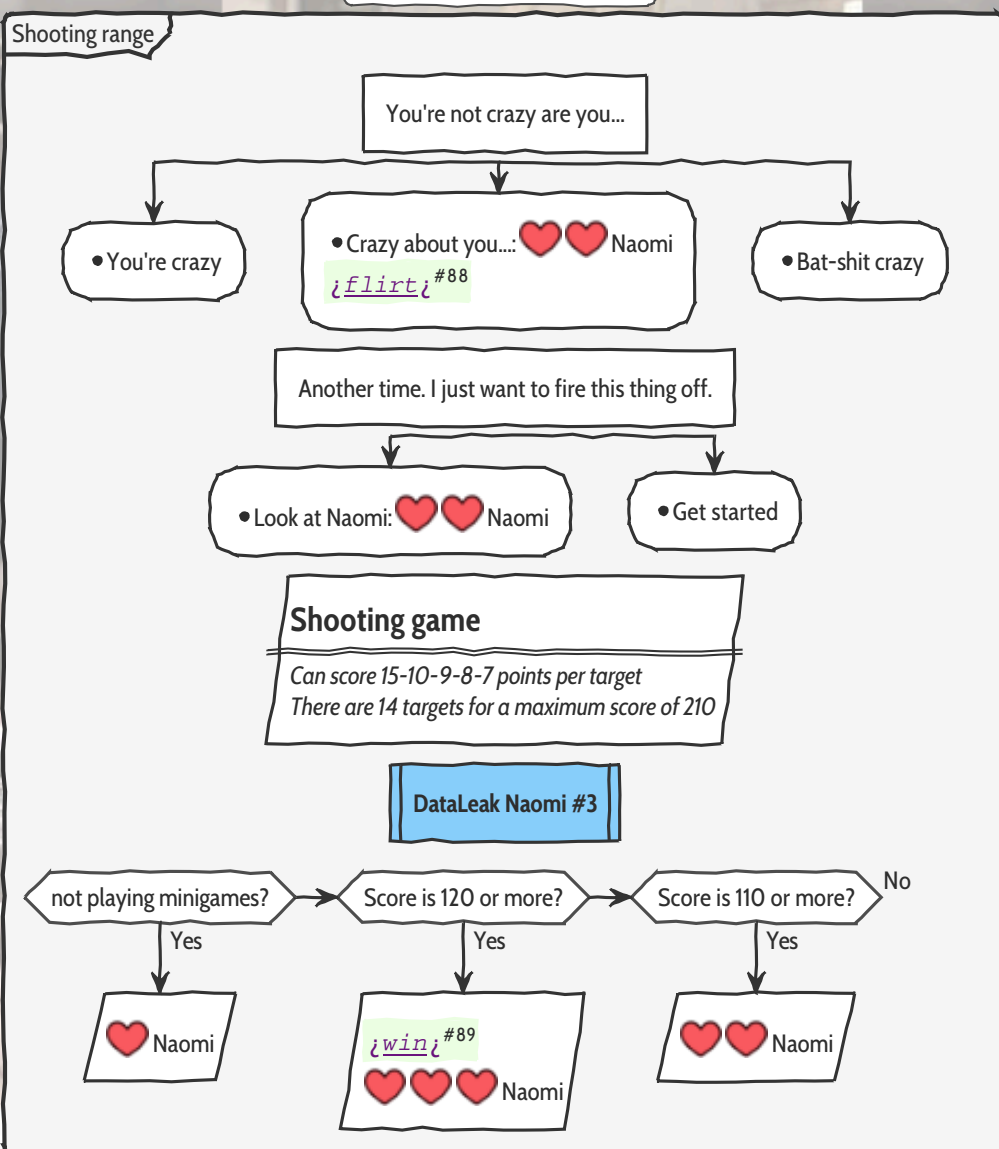 Shooting range
You're not crazy are you...
• You're crazy
• Crazy about you...: ❤️❤️ Naomi
¿flirt¿#88
• Bat-shit crazy
Another time. I just want to fire this thing off.
• Look at Naomi: ❤️❤️ Naomi
• Get started
Shooting game
Can score 15-10-9-8-7 points per target
There are 14 targets for a maximum score of 210
DataLeak Naomi #3
not playing minigames?
Score is 120 or more?
Score is 110 or more?
No
Yes
Yes
Yes
❤️ Naomi
¿win¿#89
❤️❤️❤️ Naomi
❤️❤️ Naomi